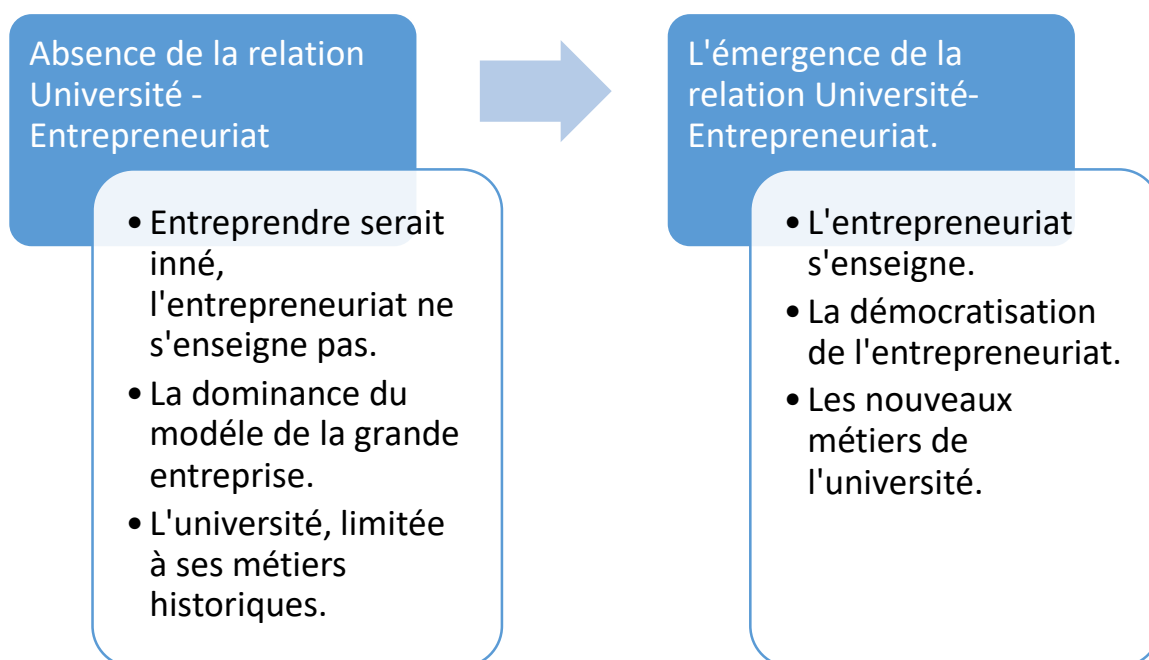 Absence de la relation
Université -
Entrepreneuriat
• Entreprendre serait
inné,
l'entrepreneuriat ne
s'enseigne pas.
• La dominance du
modéle de la grande
entreprise.
• L'université, limitée
à ses métiers
historiques.
L'émergence de la
relation Université-
Entrepreneuriat.
• L'entrepreneuriat
s'enseigne.
• La démocratisation
de l'entrepreneuriat.
• Les nouveaux
métiers de
l'université.